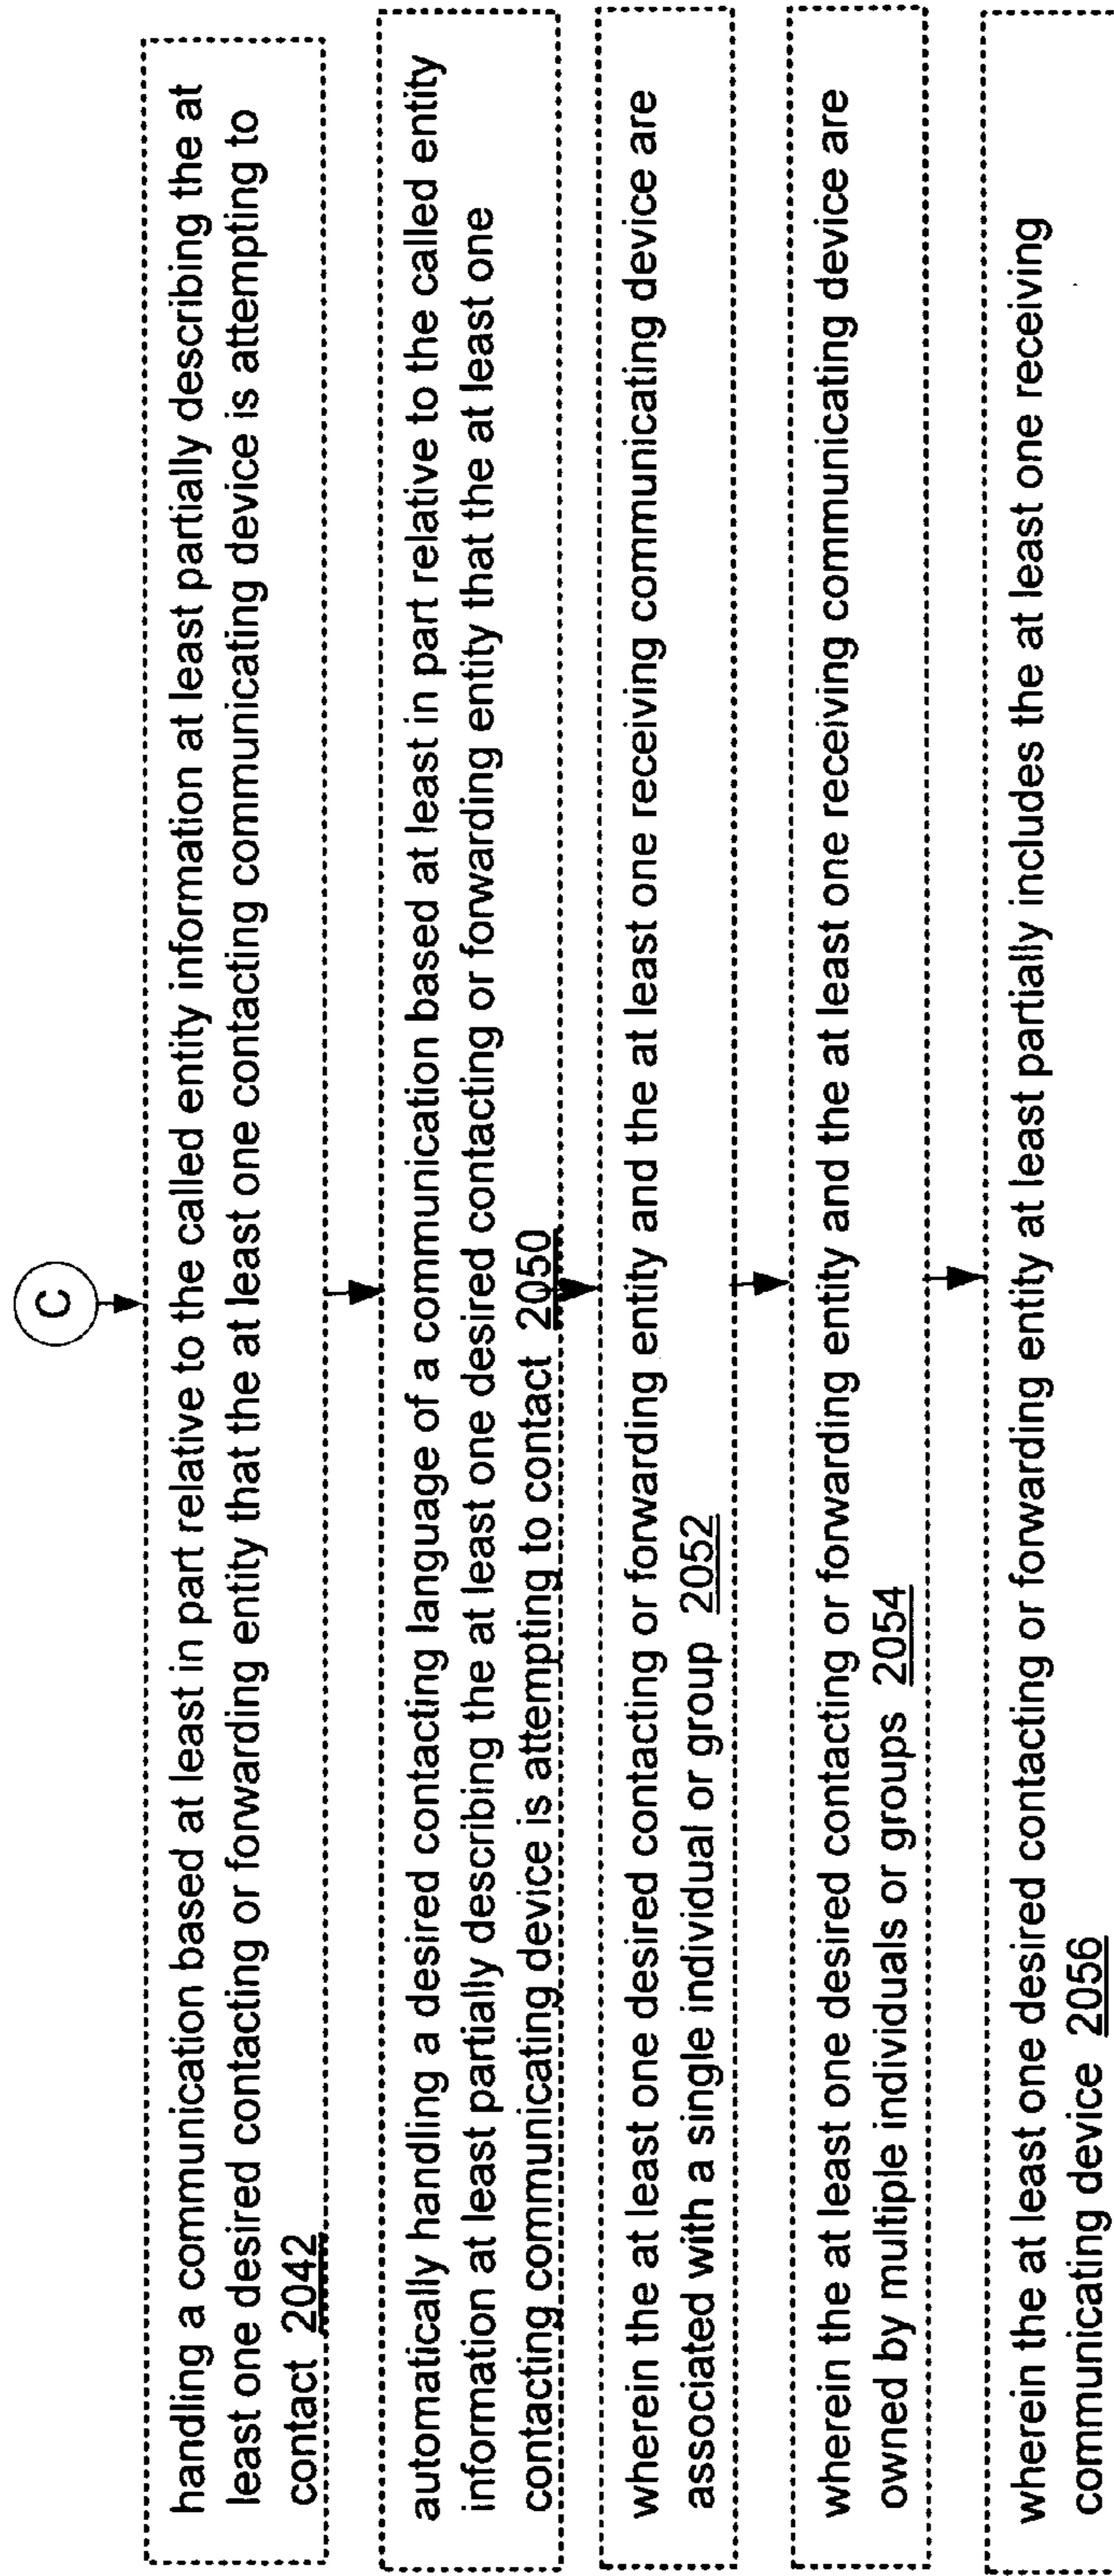 C
handling a communication based at least in part relative to the called entity information at least partially describing the at
least one desired contacting or forwarding entity that the at least one contacting communicating device is attempting to
contact 2042
automatically handling a desired contacting language of a communication based at least in part relative to the called entity
information at least partially describing the at least one desired contacting or forwarding entity that the at least one
contacting communicating device is attempting to contact 2050
wherein the at least one desired contacting or forwarding entity and the at least one receiving communicating device are
associated with a single individual or group 2052
wherein the at least one desired contacting or forwarding entity and the at least one receiving communicating device are
owned by multiple individuals or groups 2054
wherein the at least one desired contacting or forwarding entity at least partially includes the at least one receiving
communicating device 2056